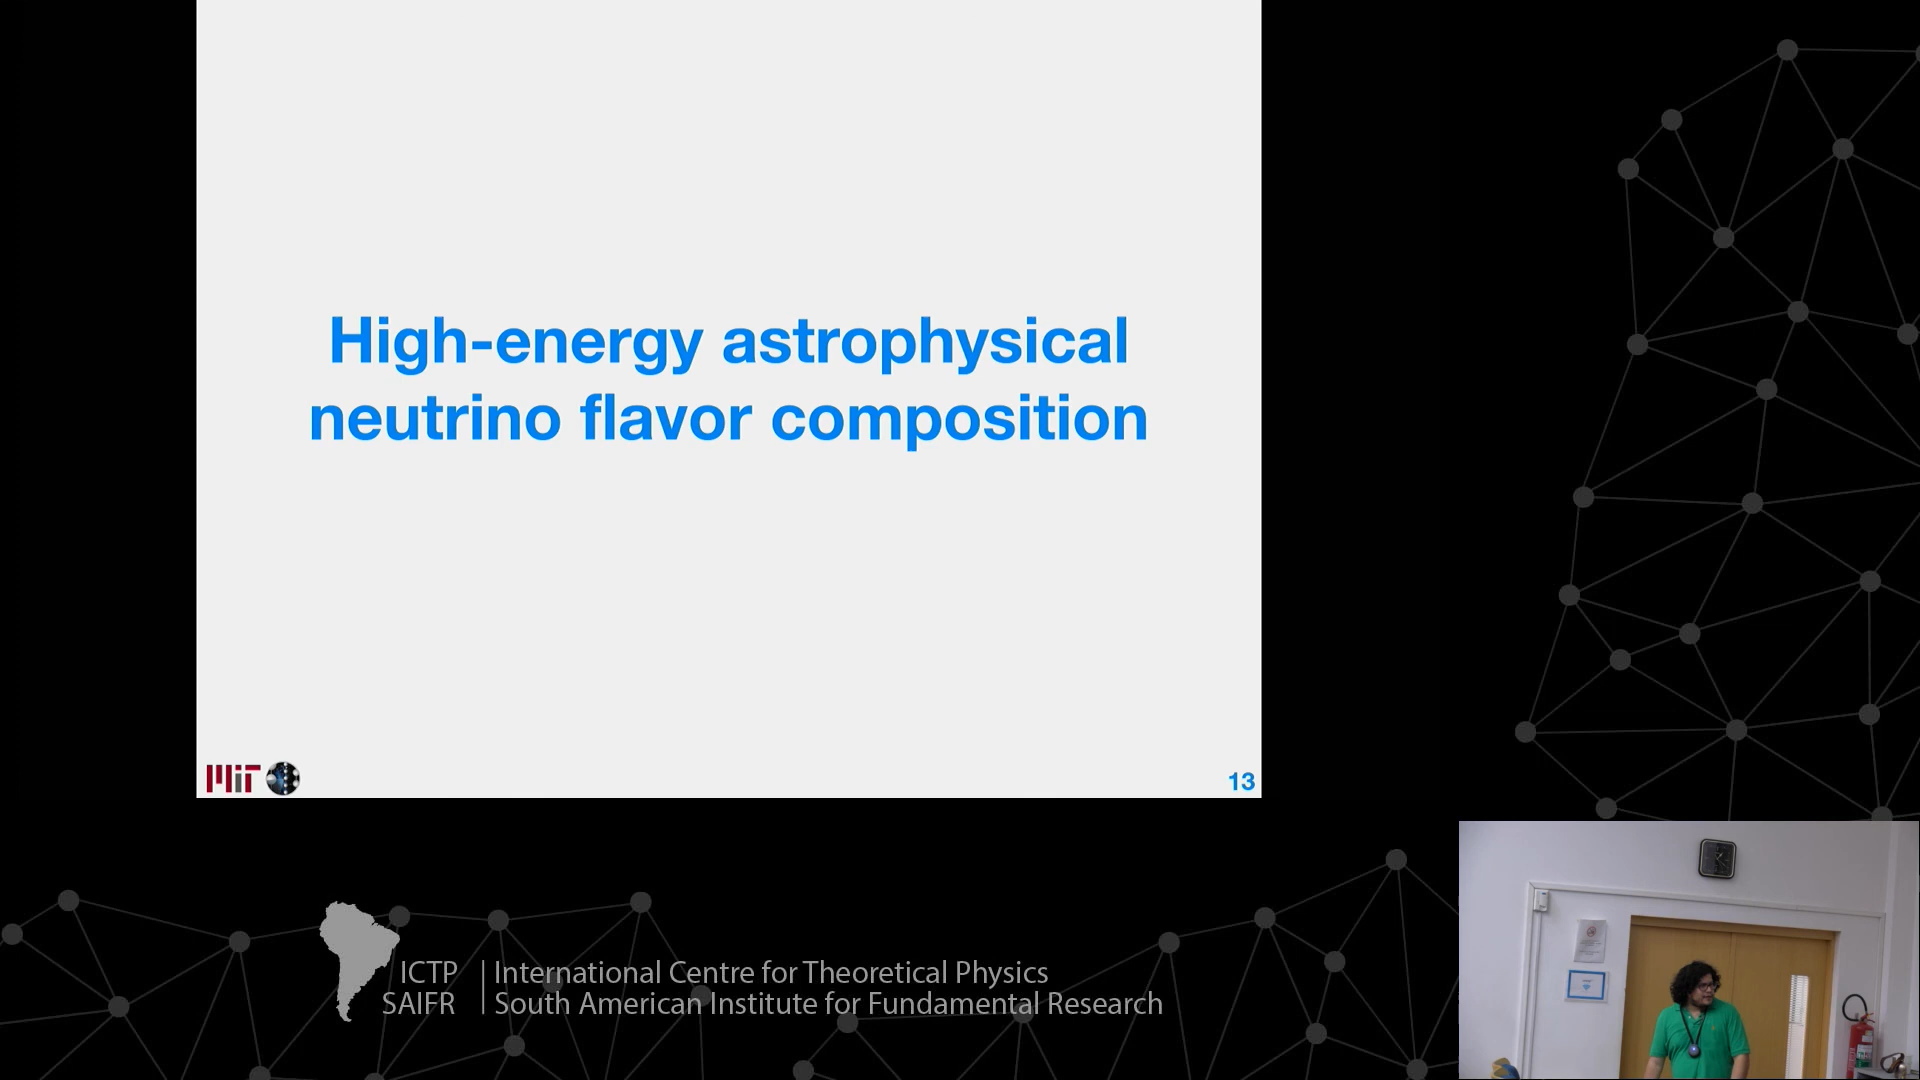 High-energy astrophysical
neutrino flavor composition
MIT
13
ICTP
SAIFR
International Centre for Theoretical Physics
South American Institute for Fundamental Research